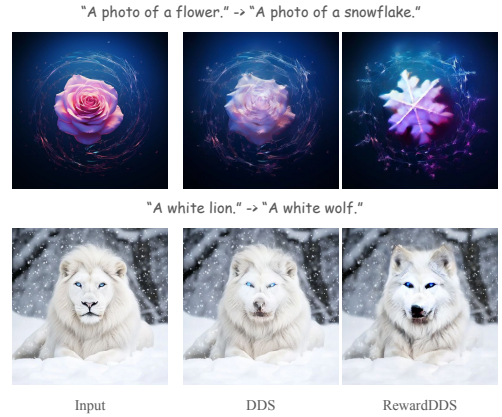 “A photo of a flower.” -> “A photo of a snowflake.”
“A white lion.” -> “A white wolf.”
Input DDS RewardDDS